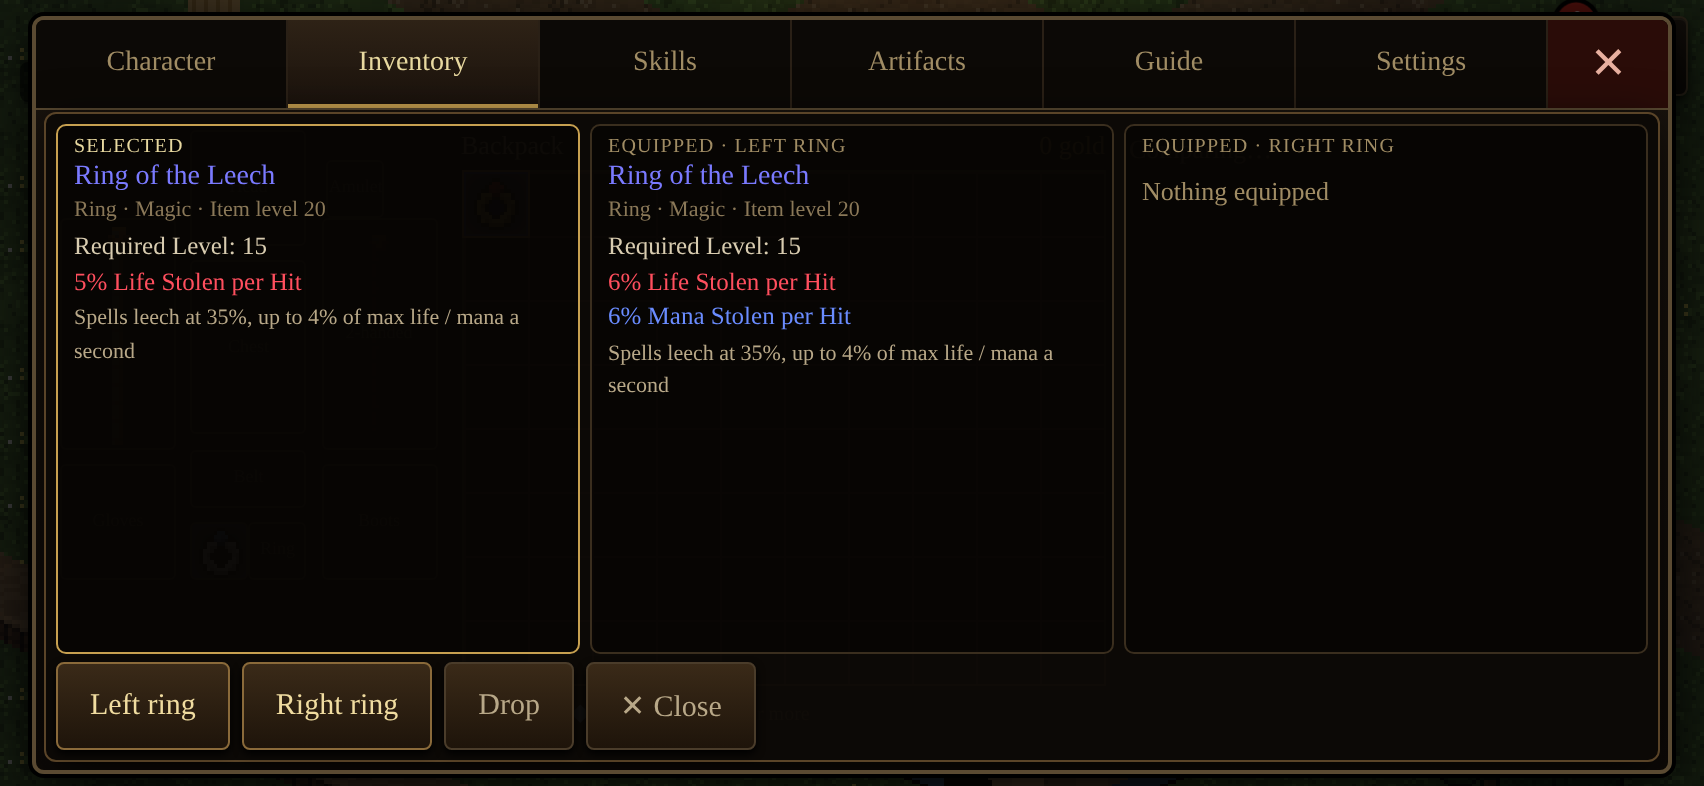 Character
Inventory
Skills
Artifacts
Guide
Settings
✕
SELECTED
Ring of the Leech
Ring · Magic · Item level 20
Required Level: 15
5% Life Stolen per Hit
Spells leech at 35%, up to 4% of max life / mana a
second
Backpack
0 gold
EQUIPPED · LEFT RING
Ring of the Leech
Ring · Magic · Item level 20
Required Level: 15
6% Life Stolen per Hit
6% Mana Stolen per Hit
Spells leech at 35%, up to 4% of max life / mana a
second
EQUIPPED · RIGHT RING
Nothing equipped
Left ring
Right ring
Drop
✕ Close